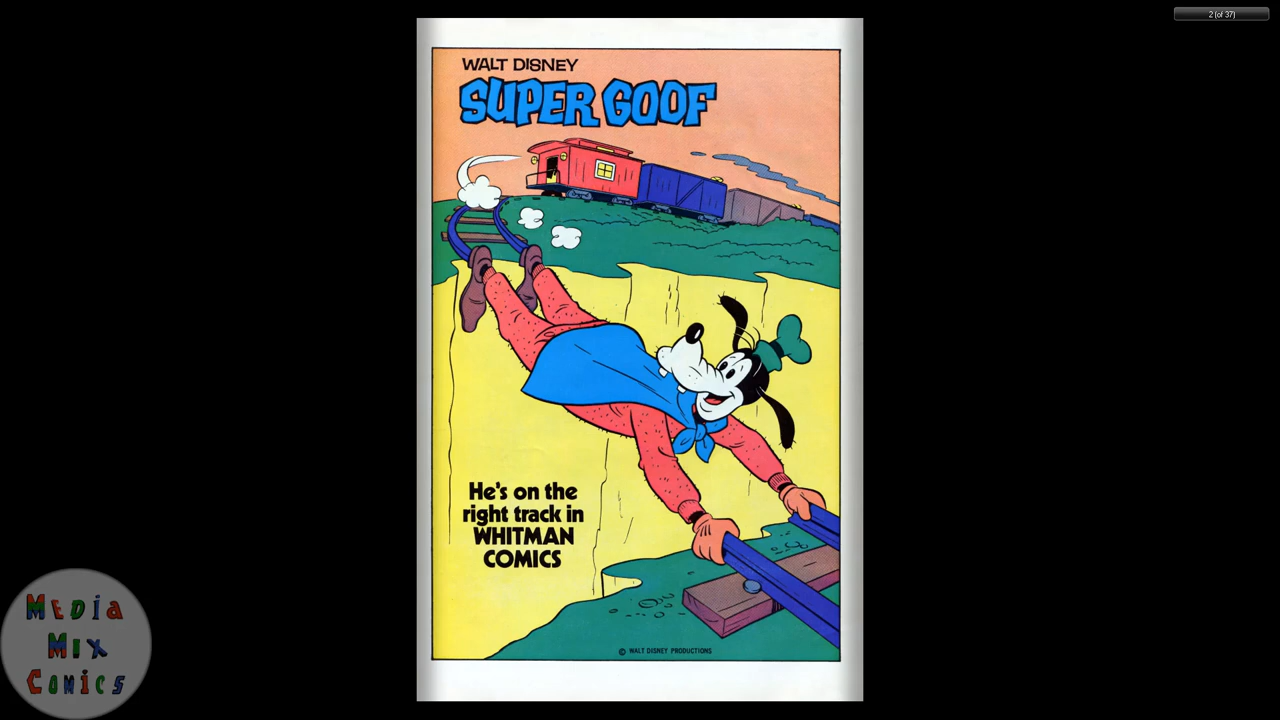 2 (of 37)
WALT DISNEY
SUPER GOOF
He's on the
right track in
WHITMAN
COMICS
© WALT DISNEY PRODUCTIONS
MEDIA
MIX
COMICS